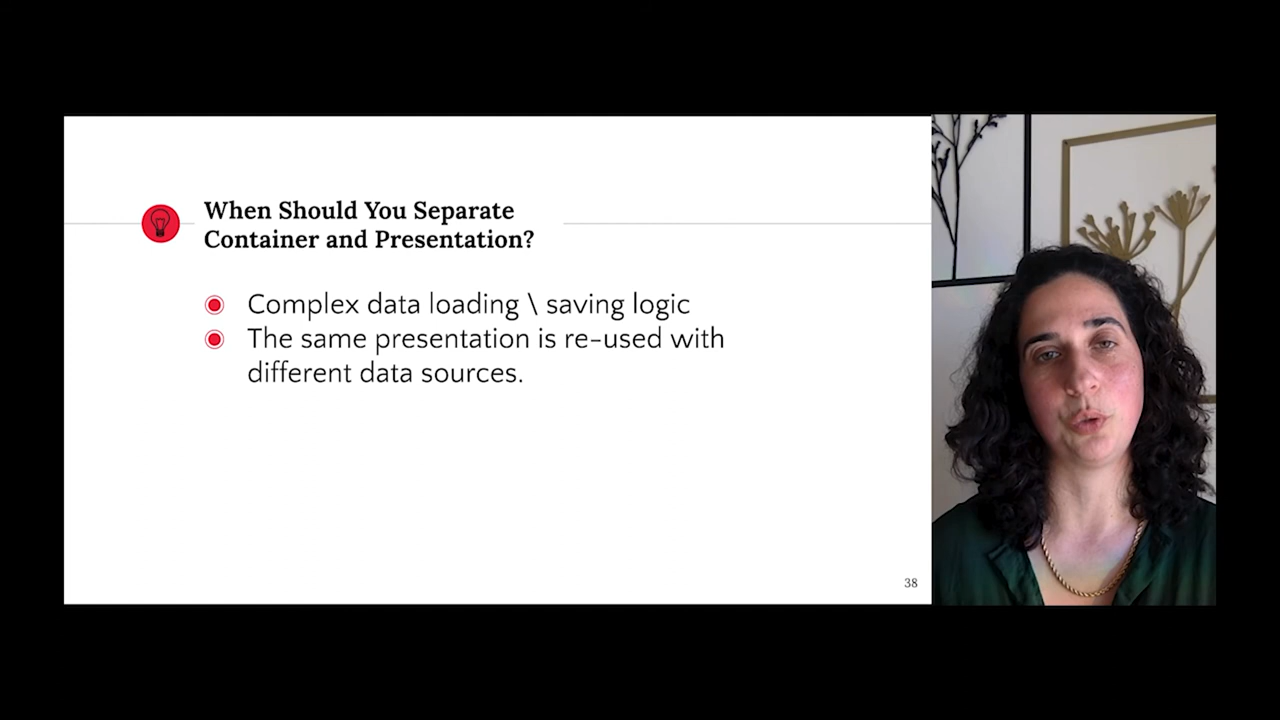 When Should You Separate
Container and Presentation?
Complex data loading \ saving logic
The same presentation is re-used with
different data sources.
38